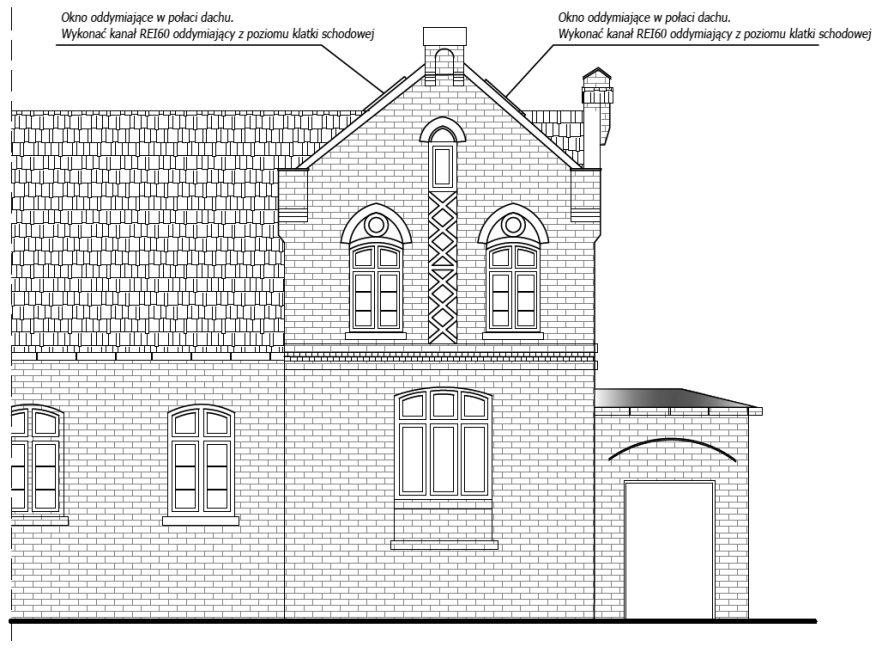 Okno oddymiające w połaci dachu.
Wykonać kanał REI60 oddymiający z poziomu klatki schodowej
Okno oddymiające w połaci dachu.
Wykonać kanał REI60 oddymiający z poziomu klatki schodowej